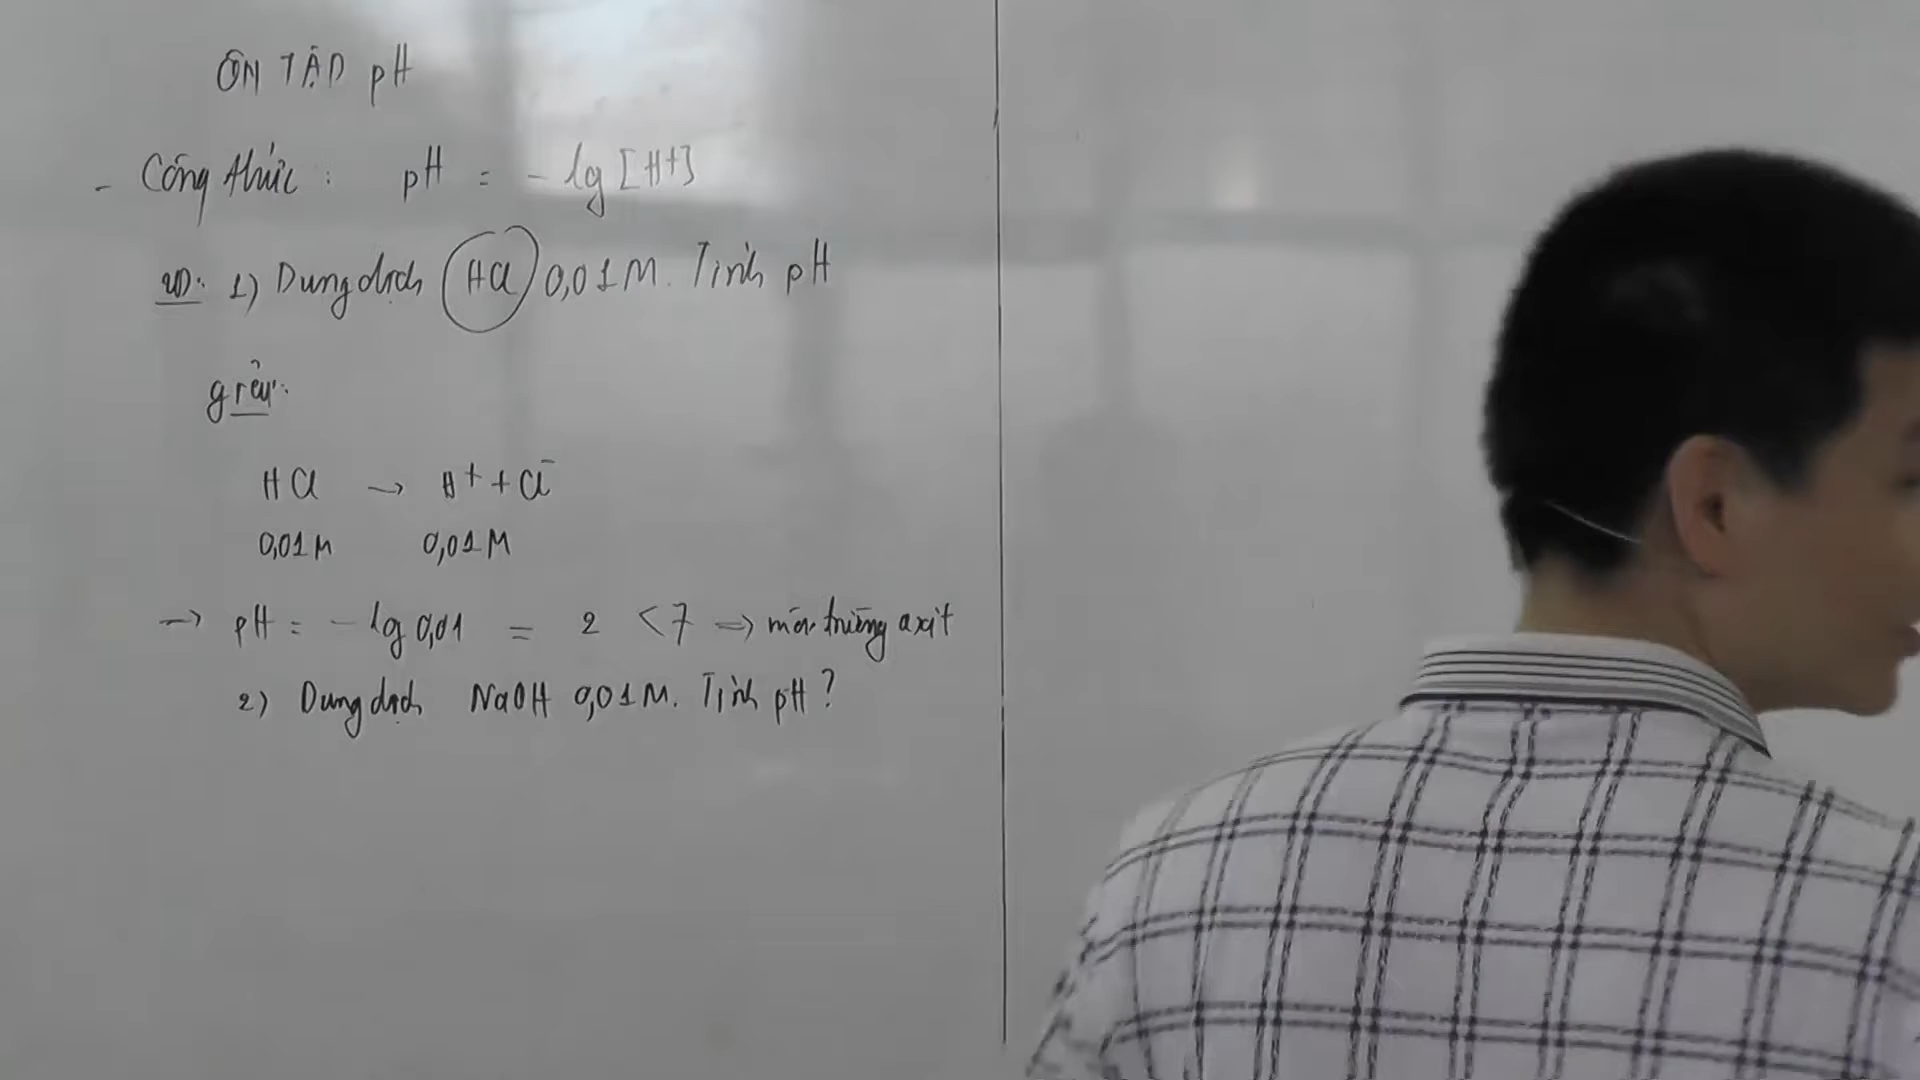 ÔN TẬP pH
- Công thức : pH = - lg [H+]
VD: 1) Dung dịch HCl 0,01M. Tính pH
giải:
HCl → H+ + Cl-
0,01M 0,01M
→ pH = - lg 0,01 = 2 < 7 → môi trường axit
2) Dung dịch NaOH 0,01M. Tính pH ?